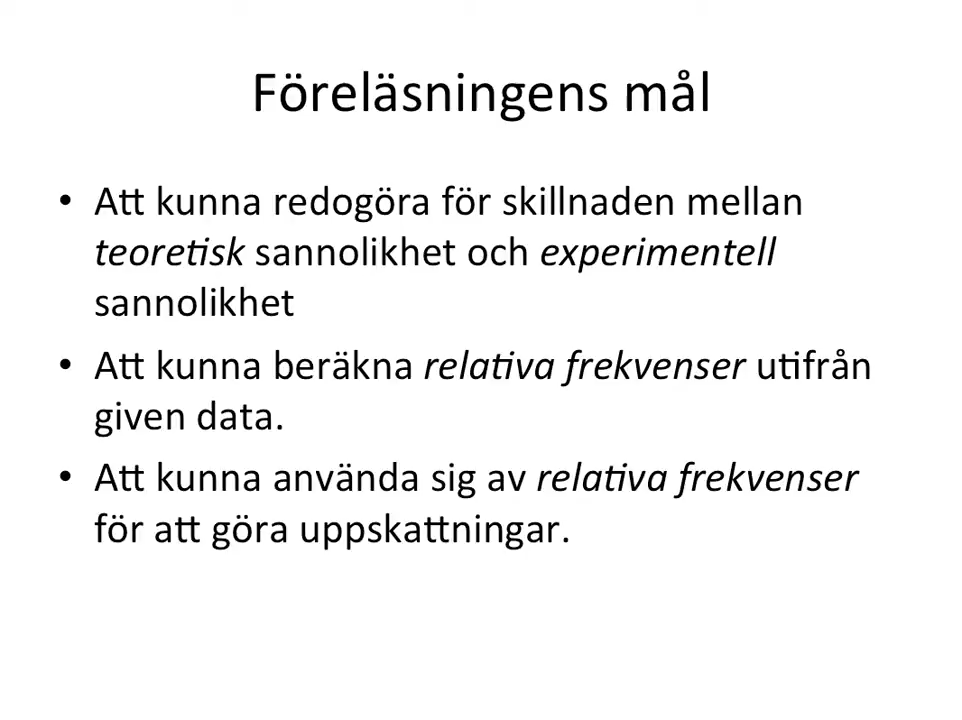 Föreläsningens mål
• Att kunna redogöra för skillnaden mellan
teoretisk sannolikhet och experimentell
sannolikhet
• Att kunna beräkna relativa frekvenser utifrån
given data.
• Att kunna använda sig av relativa frekvenser
för att göra uppskattningar.